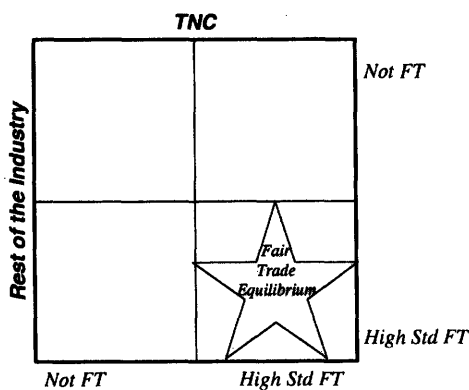 TNC
Not FT
Rest of the Industry
Fair
Trade
Equilibrium
High Std FT
Not FT
High Std FT